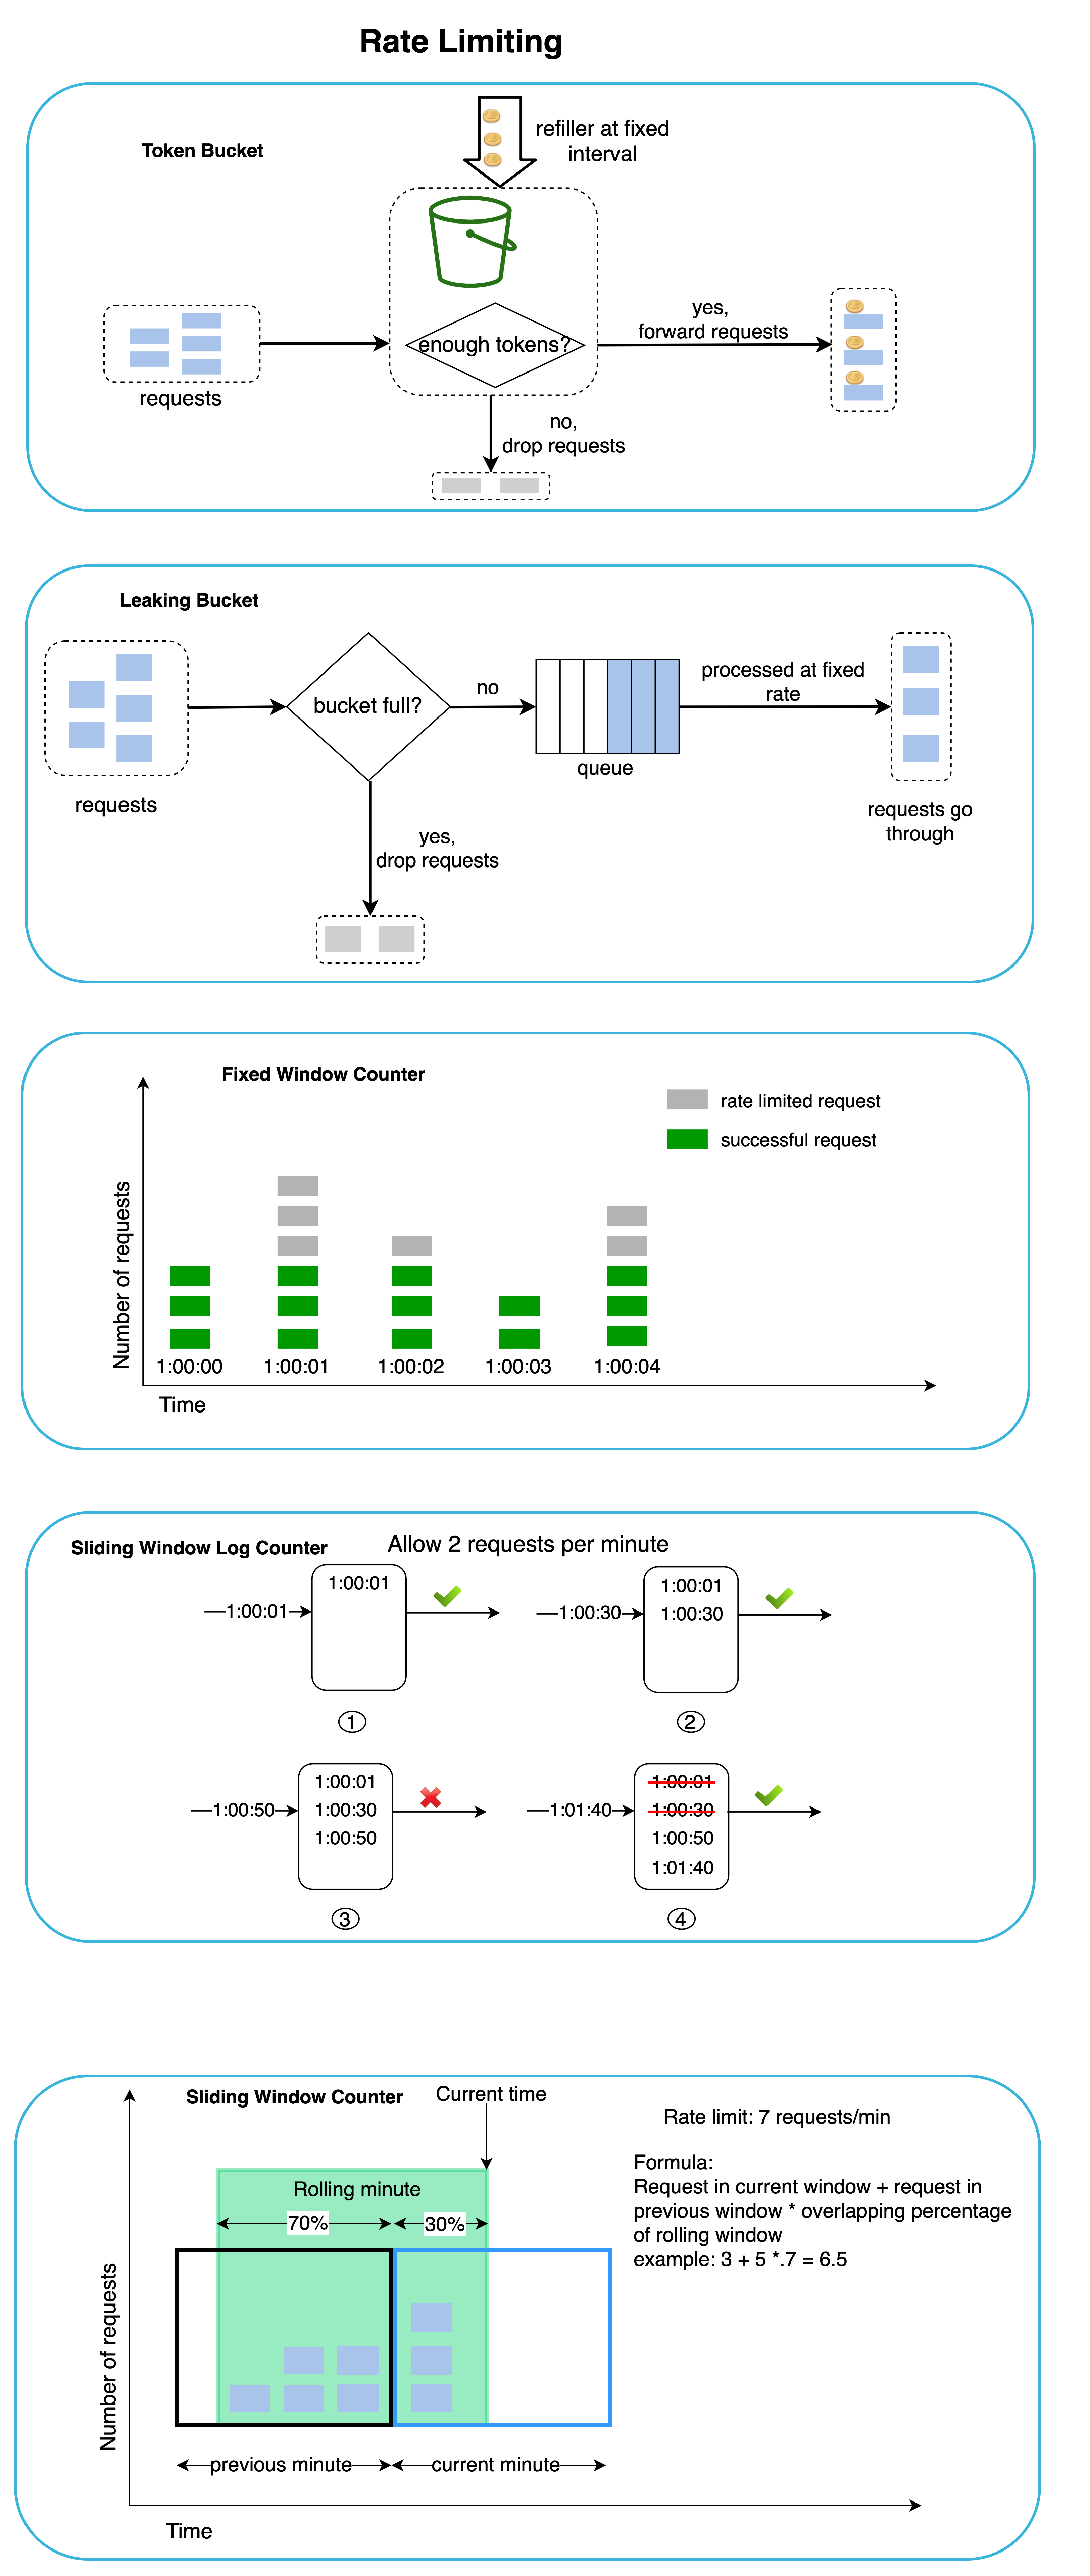 Rate Limiting
Token Bucket
refiller at fixed
interval
requests
enough tokens?
yes,
forward requests
no,
drop requests
Leaking Bucket
requests
bucket full?
no
queue
processed at fixed
rate
requests go
through
yes,
drop requests
Fixed Window Counter
rate limited request
successful request
Number of requests
1:00:00
1:00:01
1:00:02
1:00:03
1:00:04
Time
Sliding Window Log Counter
Allow 2 requests per minute
1:00:01
1:00:01
1
1:00:30
1:00:01
1:00:30
2
1:00:50
1:00:01
1:00:30
1:00:50
3
1:01:40
1:00:01
1:00:30
1:00:50
1:01:40
4
Sliding Window Counter
Current time
Rate limit: 7 requests/min
Formula:
Request in current window + request in
previous window * overlapping percentage
of rolling window
example: 3 + 5 *.7 = 6.5
Rolling minute
70%
30%
Number of requests
previous minute
current minute
Time